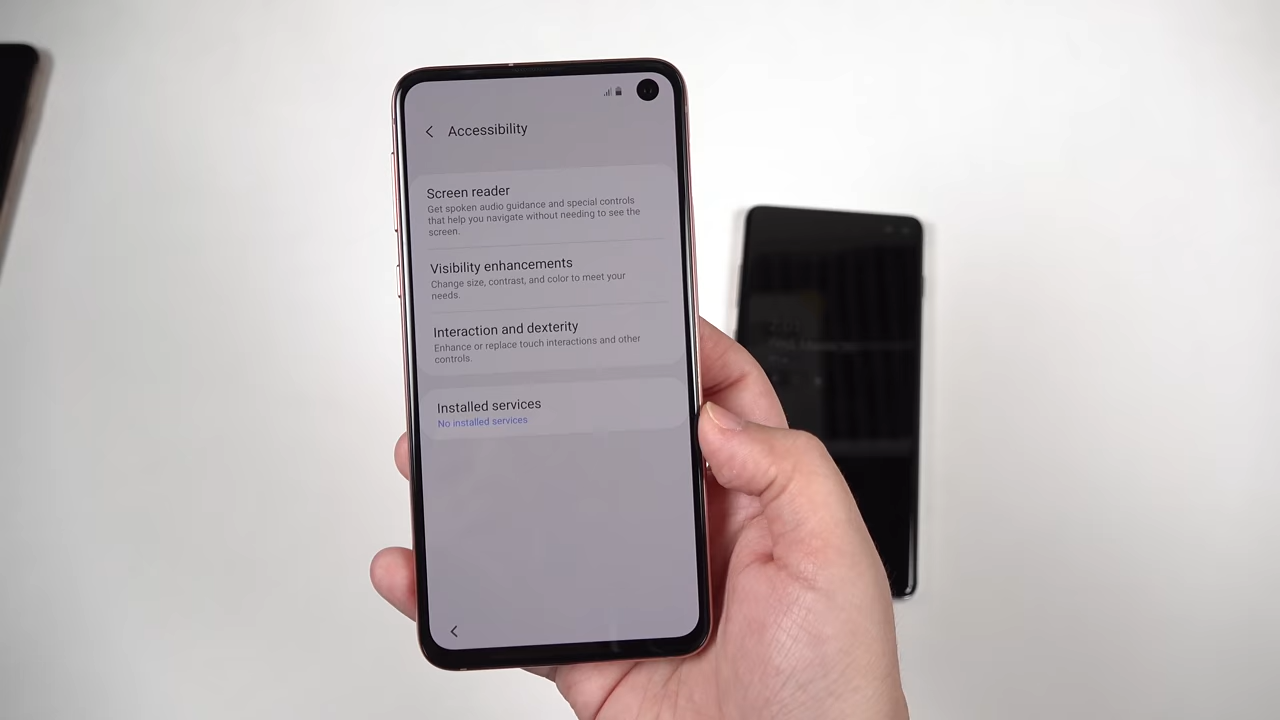 Accessibility
Screen reader
Get spoken audio guidance and special controls
that help you navigate without needing to see the
screen.
Visibility enhancements
Change size, contrast, and color to meet your
needs.
Interaction and dexterity
Enhance or replace touch interactions and other
controls.
Installed services
No installed services